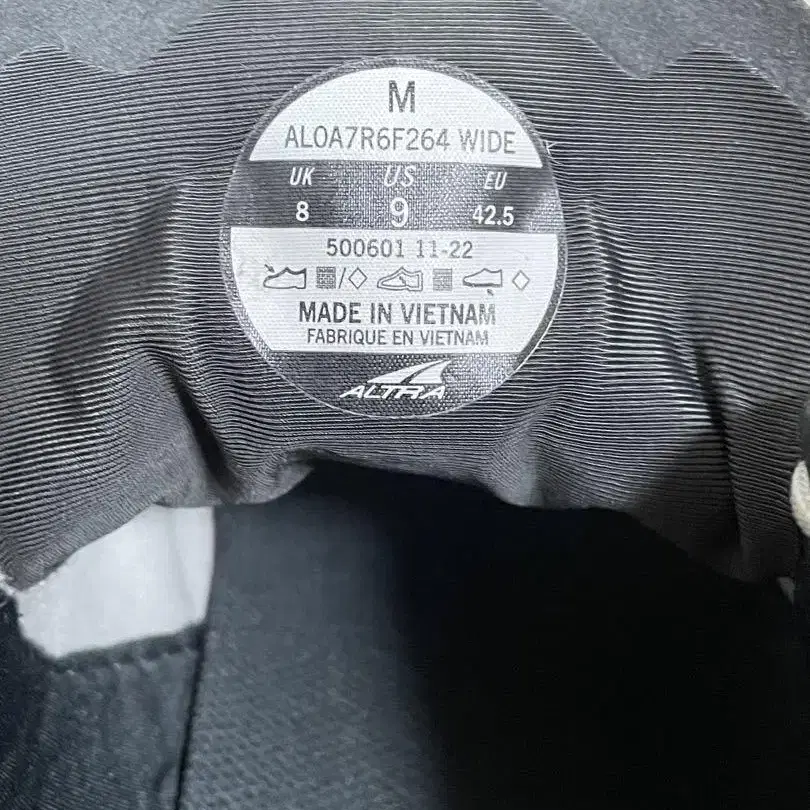 M
AL0A7R6F264 WIDE
UK US EU
8 9 42.5
500601 11-22
MADE IN VIETNAM
FABRIQUE EN VIETNAM
ALTRA